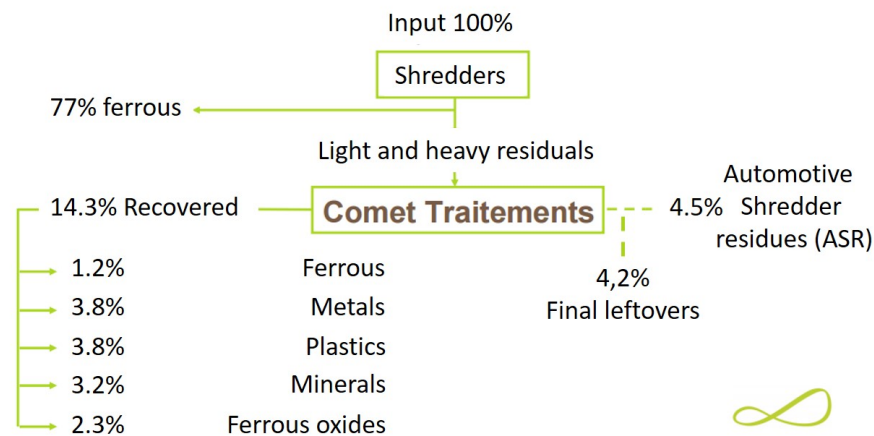 Input 100%
Shredders
77% ferrous
Light and heavy residuals
14.3% Recovered
Comet Traitements
4.5%
Automotive
Shredder
residues (ASR)
4,2%
Final leftovers
1.2% Ferrous
3.8% Metals
3.8% Plastics
3.2% Minerals
2.3% Ferrous oxides